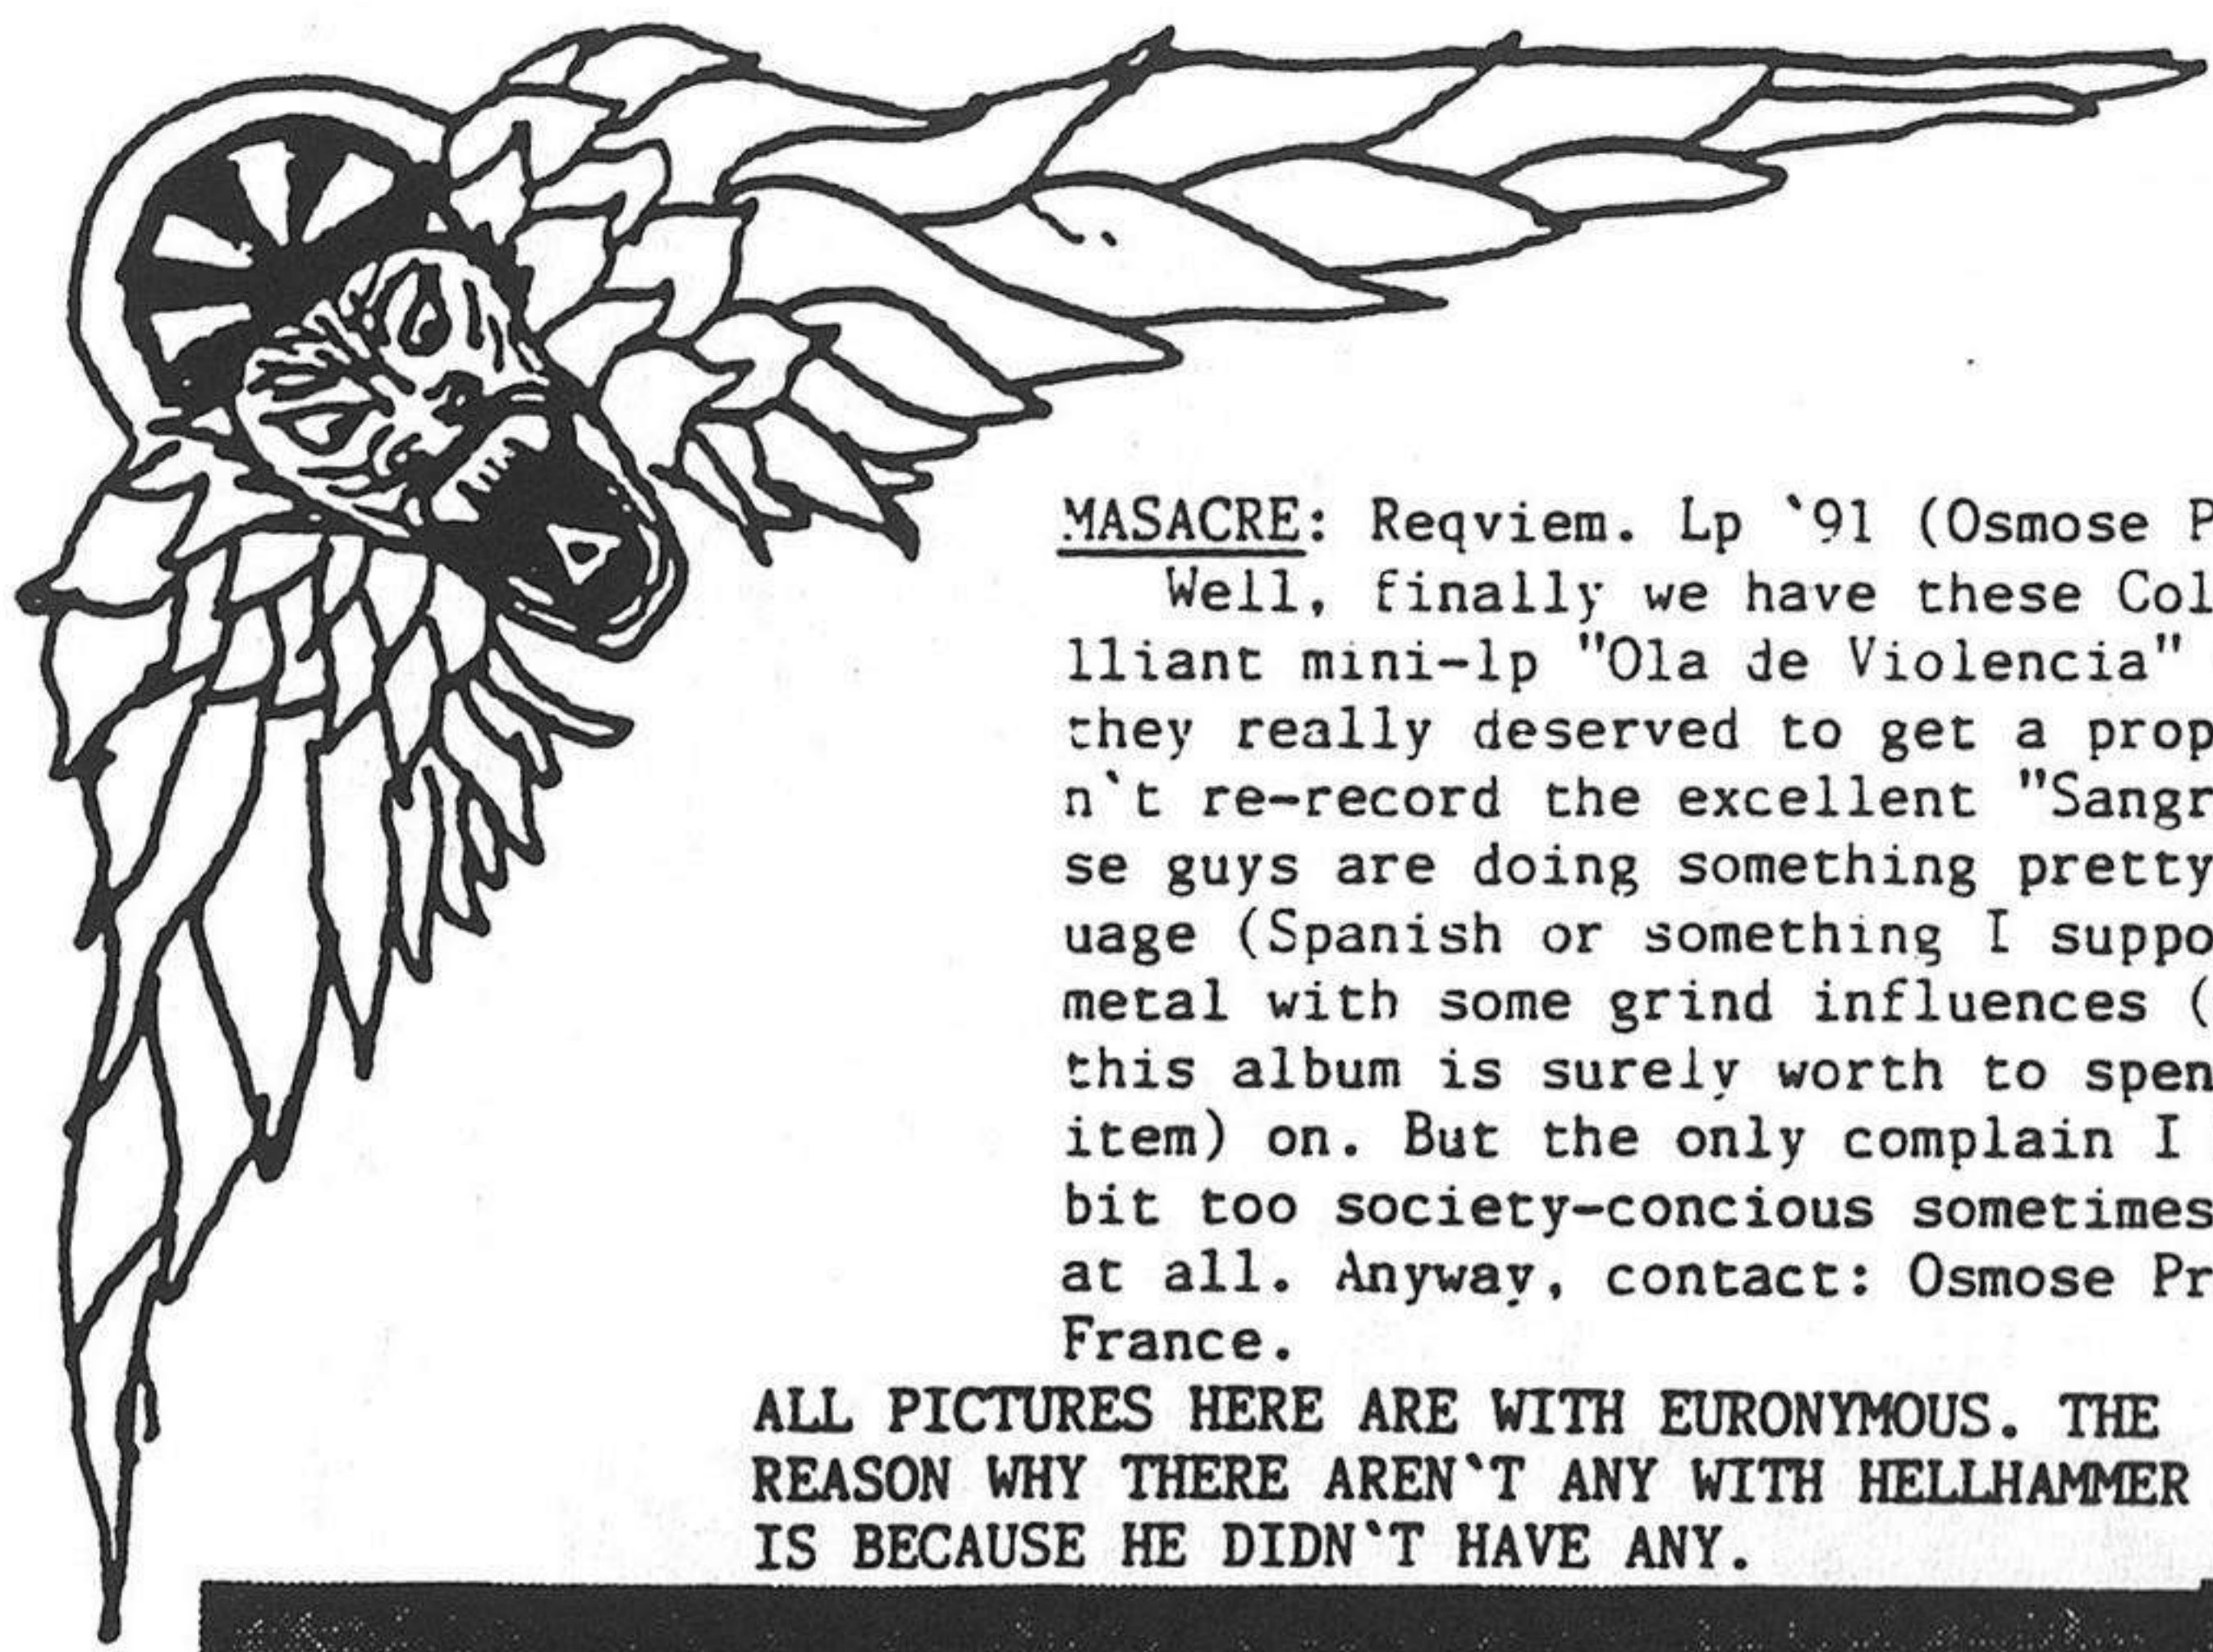 MASACRE: Reqviem. Lp `91 (Osmose P
Well, finally we have these Col
lliant mini-lp "Ola de Violencia"
they really deserved to get a prop
n`t re-record the excellent "Sangr
se guys are doing something pretty
uage (Spanish or something I suppo
metal with some grind influences (
this album is surely worth to spen
item) on. But the only complain I
bit too society-concious sometimes
at all. Anyway, contact: Osmose Pr
France.
ALL PICTURES HERE ARE WITH EURONYMOUS. THE
REASON WHY THERE AREN`T ANY WITH HELLHAMMER
IS BECAUSE HE DIDN`T HAVE ANY.